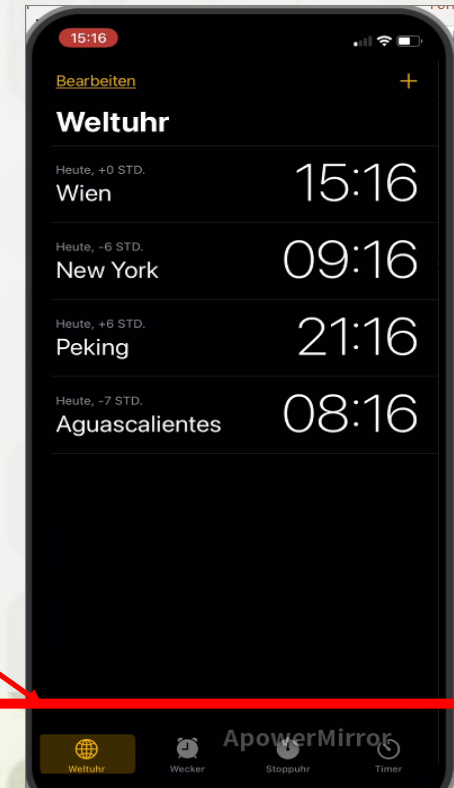 15:16
Bearbeiten +
Weltuhr
Heute, +0 STD.
Wien 15:16
Heute, -6 STD.
New York 09:16
Heute, +6 STD.
Peking 21:16
Heute, -7 STD.
Aguascalientes 08:16
ApowerMirror
Weltuhr Wecker Stoppuhr Timer